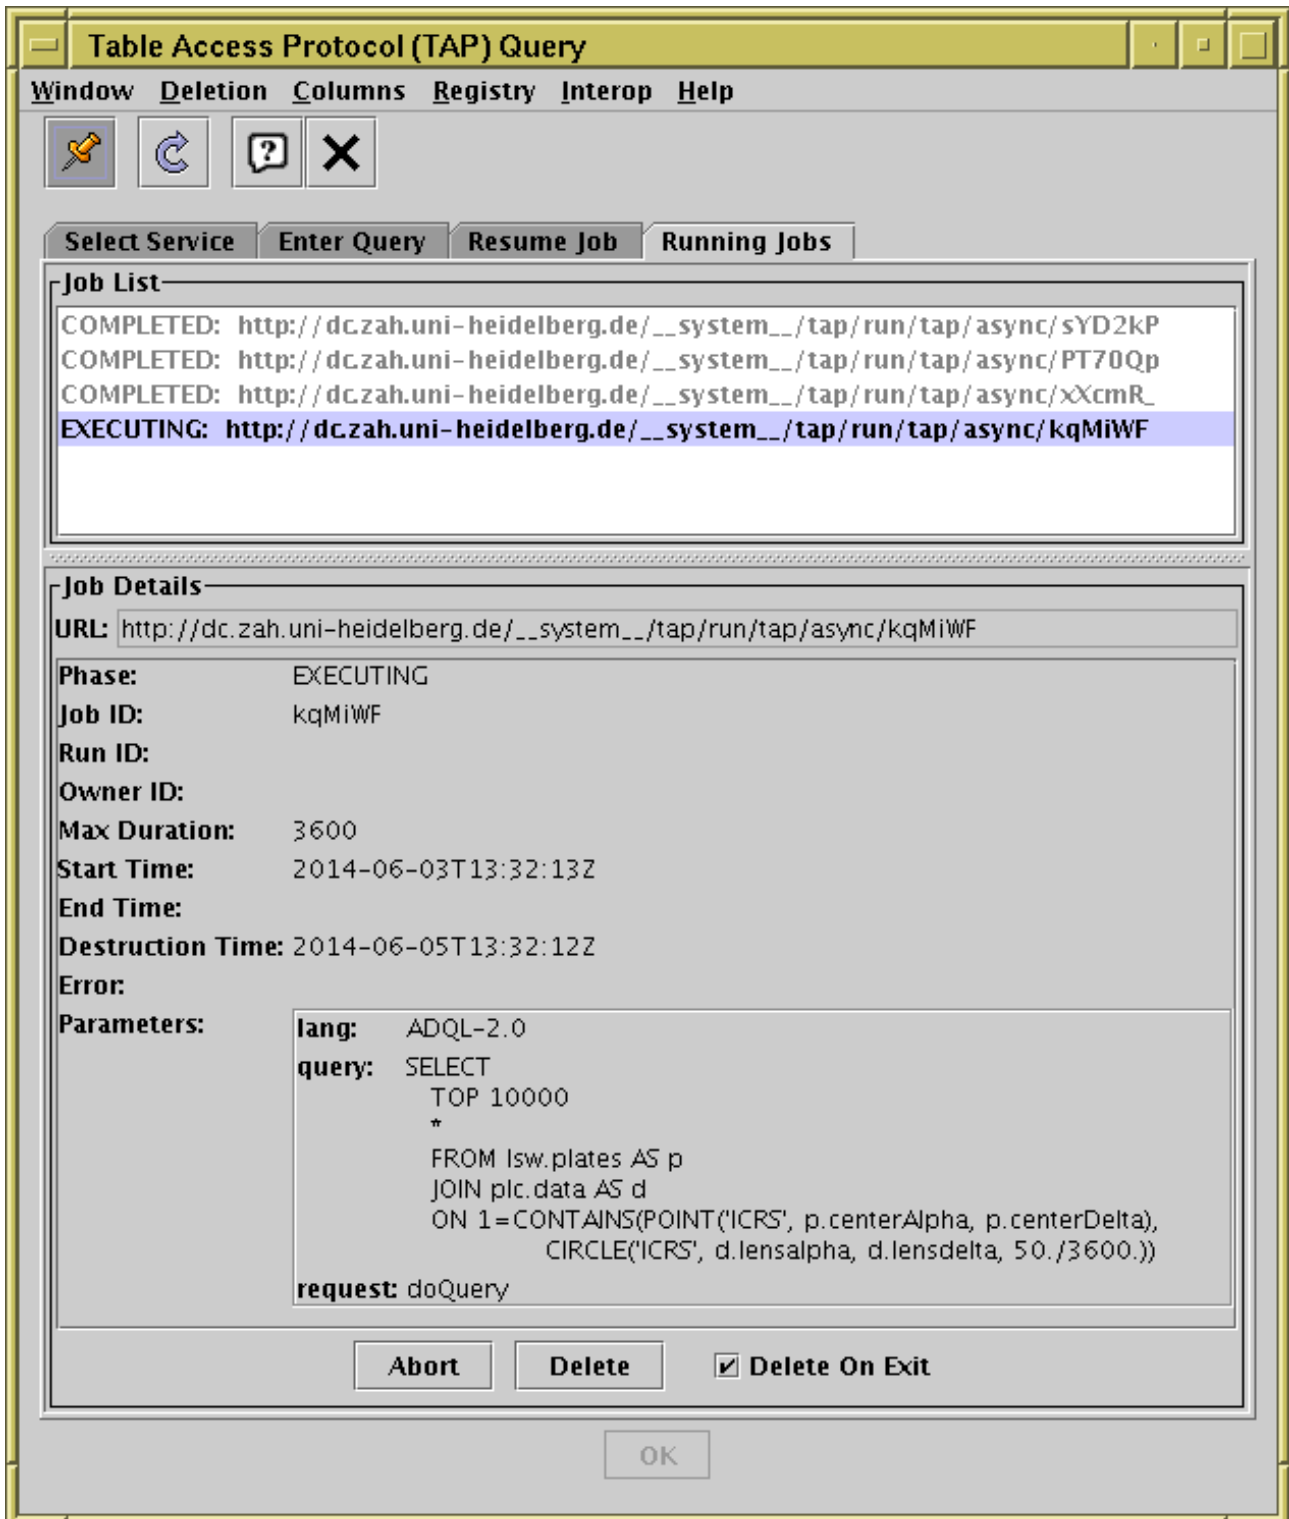 Table Access Protocol (TAP) Query
Window Deletion Columns Registry Interop Help
Select Service Enter Query Resume Job Running Jobs
Job List
COMPLETED: http://dc.zah.uni-heidelberg.de/__system__/tap/run/tap/async/sYD2kP
COMPLETED: http://dc.zah.uni-heidelberg.de/__system__/tap/run/tap/async/PT70Qp
COMPLETED: http://dc.zah.uni-heidelberg.de/__system__/tap/run/tap/async/xXcmR_
EXECUTING: http://dc.zah.uni-heidelberg.de/__system__/tap/run/tap/async/kqMiWF
Job Details
URL: http://dc.zah.uni-heidelberg.de/__system__/tap/run/tap/async/kqMiWF
Phase: EXECUTING
Job ID: kqMiWF
Run ID:
Owner ID:
Max Duration: 3600
Start Time: 2014-06-03T13:32:13Z
End Time:
Destruction Time: 2014-06-05T13:32:12Z
Error:
Parameters: lang: ADQL-2.0
query: SELECT
TOP 10000
*
FROM lsw.plates AS p
JOIN plc.data AS d
ON 1=CONTAINS(POINT('ICRS', p.centerAlpha, p.centerDelta),
CIRCLE('ICRS', d.lensalpha, d.lensdelta, 50./3600.))
request: doQuery
Abort Delete Delete On Exit
OK